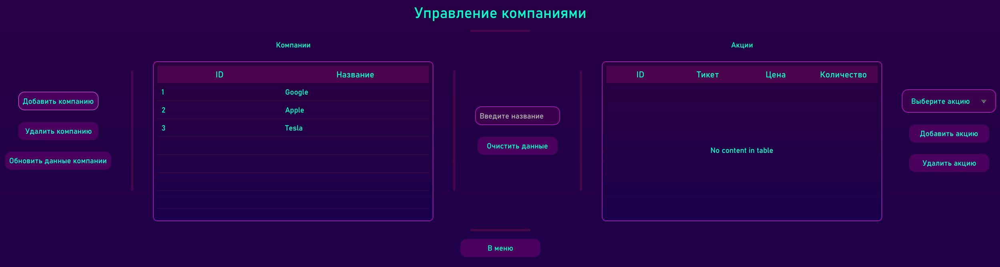 Управление компаниями
Компании
Акции
ID Название
1 Google
2 Apple
3 Tesla
ID Тикет Цена Количество
No content in table
Добавить компанию
Удалить компанию
Обновить данные компании
Введите название
Очистить данные
Выберите акцию
Добавить акцию
Удалить акцию
В меню